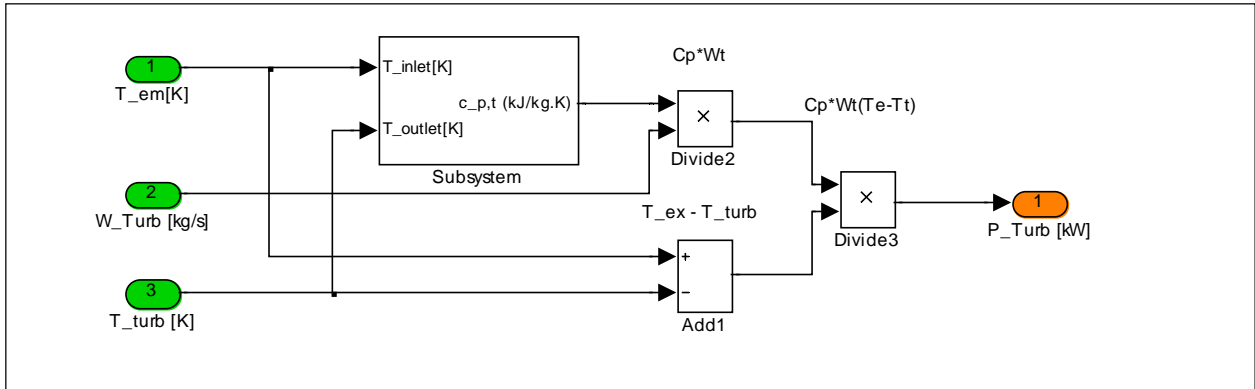 Cp*Wt
1
T_inlet[K]
T_em[K]
c_p,t (kJ/kg.K)
Cp*Wt(Te-Tt)
T_outlet[K]
×
Divide2
Subsystem
2
W_Turb [kg/s]
×
1
T_ex - T_turb
Divide3
P_Turb [kW]
+
3
−
T_turb [K]
Add1